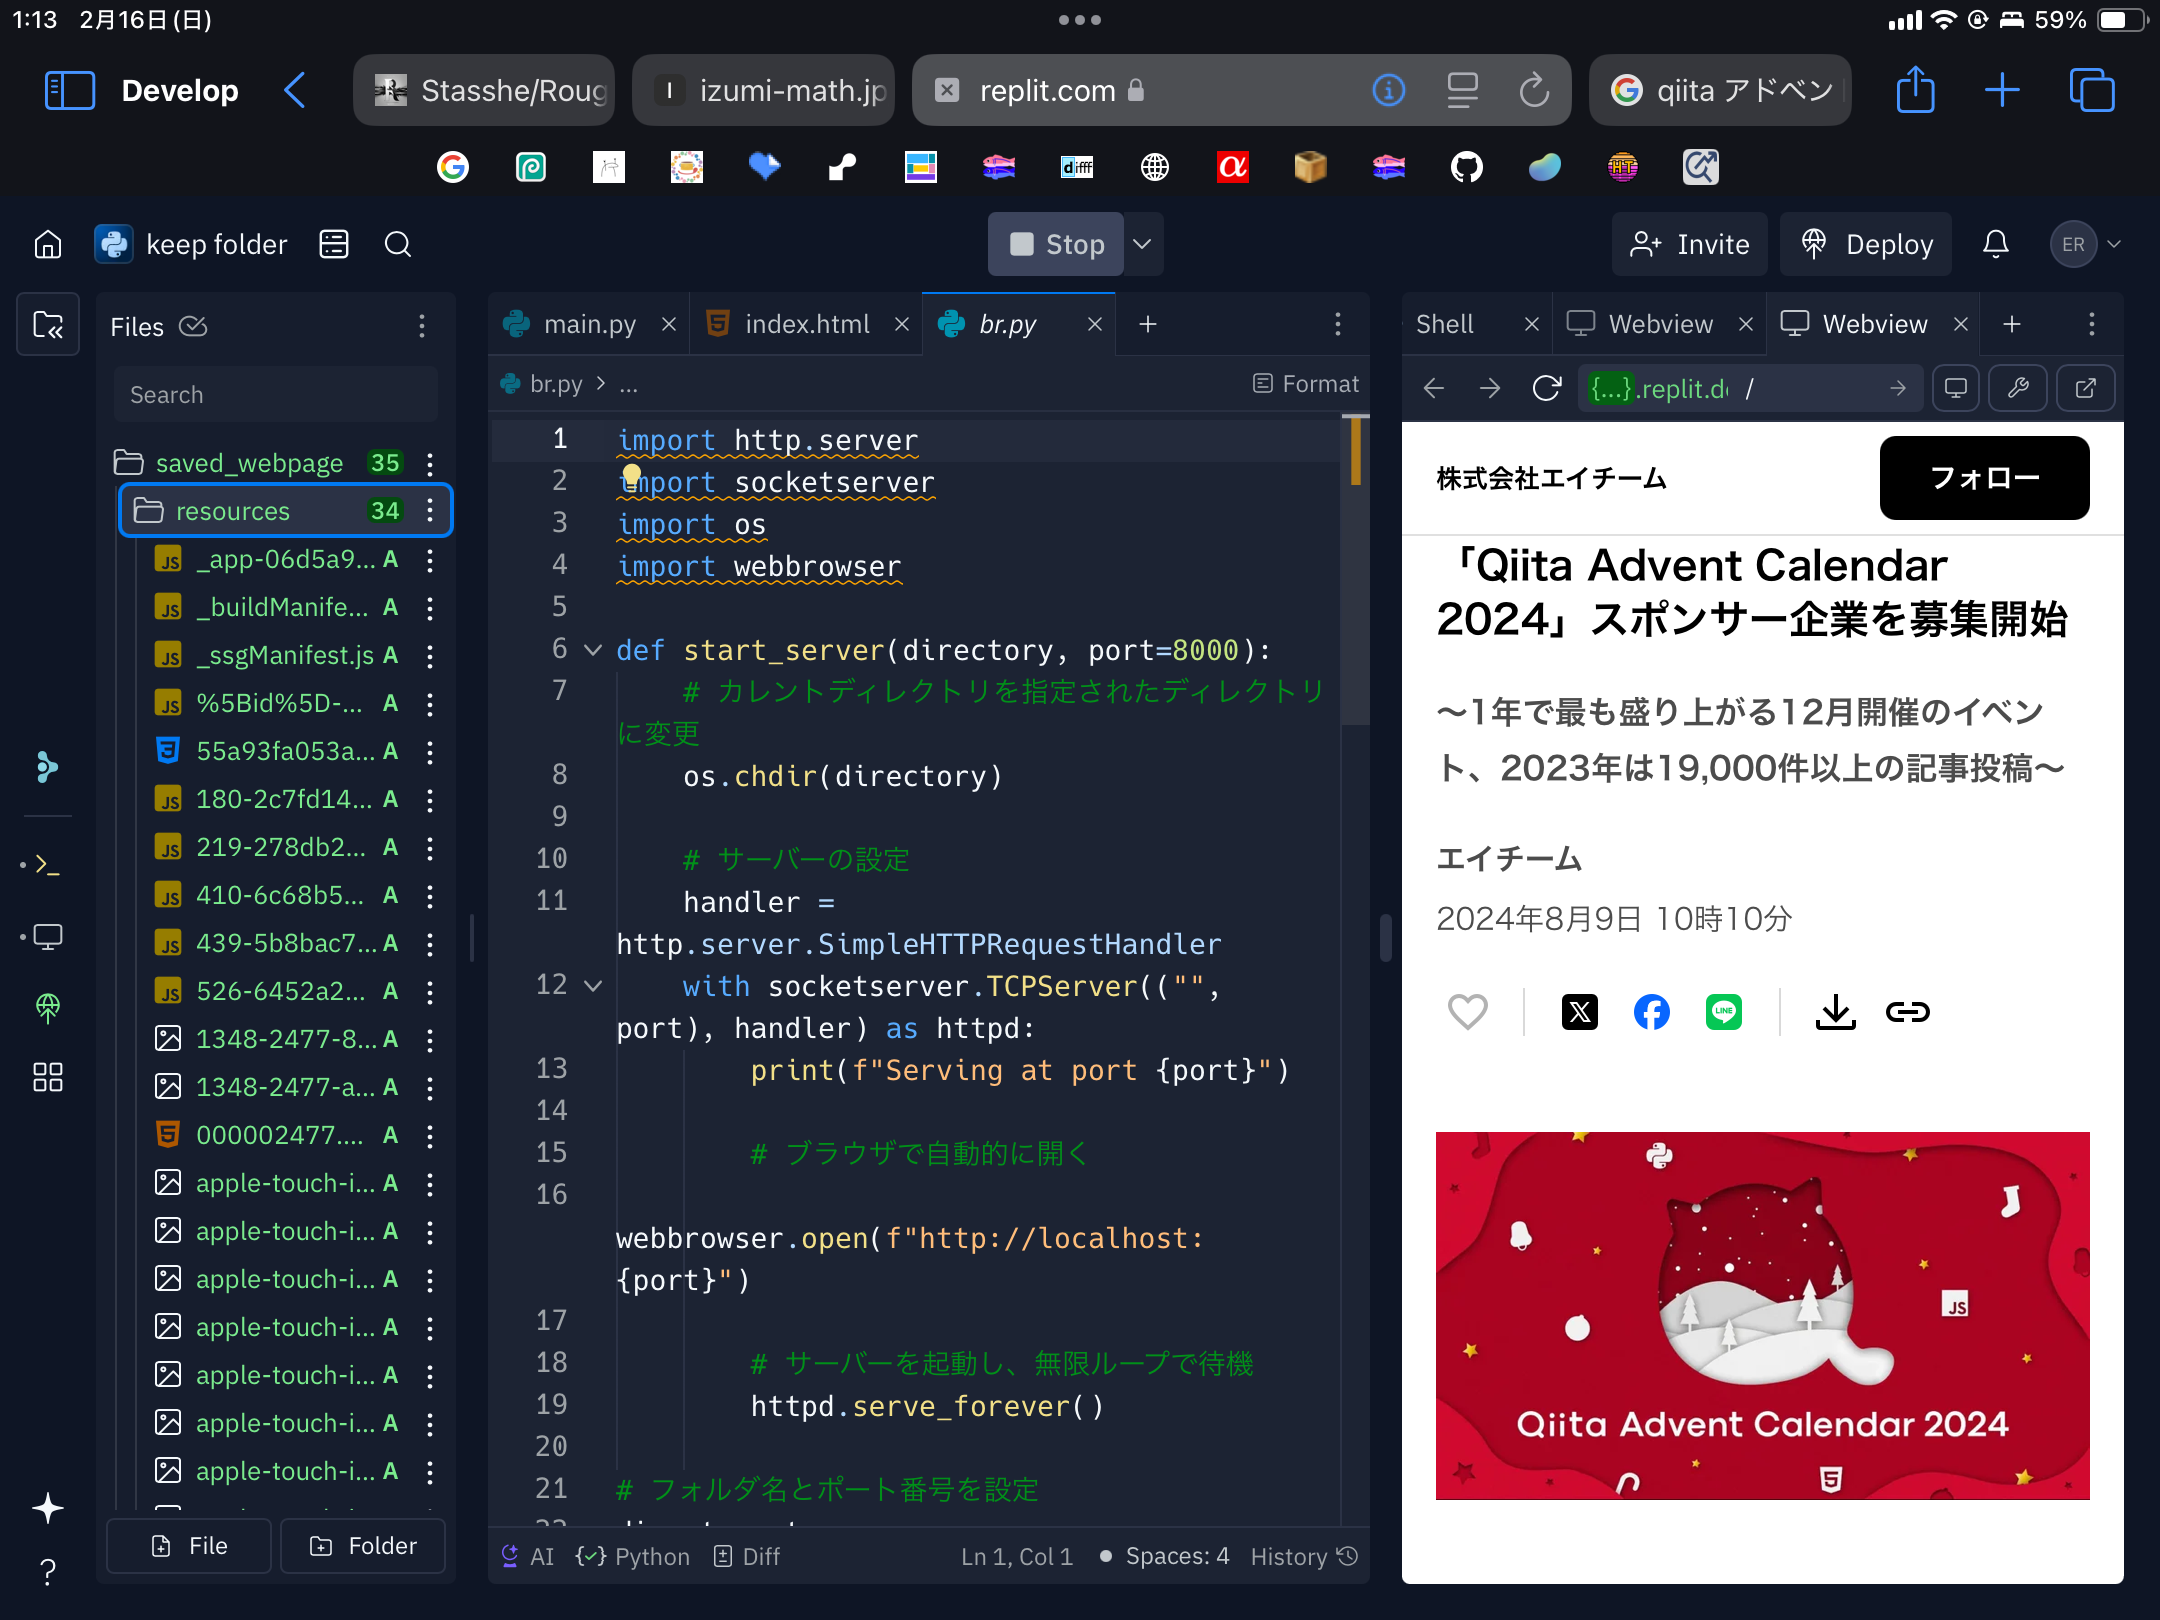 1:13 2月16日(日)
59%
Develop
Stasshe/Roug
I izumi-math.jp
replit.com
qiita アドベン
difff
α
HT
keep folder
Stop
Invite
Deploy
ER
Files
Search
saved_webpage 35
resources 34
JS _app-06d5a9... A
JS _buildManife... A
JS _ssgManifest.js A
JS %5Bid%5D-... A
55a93fa053a... A
JS 180-2c7fd14... A
JS 219-278db2... A
JS 410-6c68b5... A
JS 439-5b8bac7... A
JS 526-6452a2... A
1348-2477-8... A
1348-2477-a... A
000002477.... A
apple-touch-i... A
apple-touch-i... A
apple-touch-i... A
apple-touch-i... A
apple-touch-i... A
apple-touch-i... A
apple-touch-i... A
File Folder
?
main.py
index.html
br.py
br.py > ...
Format
1 import http.server
2 import socketserver
3 import os
4 import webbrowser
5
6 def start_server(directory, port=8000):
7 # カレントディレクトリを指定されたディレクトリ
に変更
8 os.chdir(directory)
9
10 # サーバーの設定
11 handler =
http.server.SimpleHTTPRequestHandler
12 with socketserver.TCPServer(("",
port), handler) as httpd:
13 print(f"Serving at port {port}")
14
15 # ブラウザで自動的に開く
16
webbrowser.open(f"http://localhost:
{port}")
17
18 # サーバーを起動し、無限ループで待機
19 httpd.serve_forever()
20
21 # フォルダ名とポート番号を設定
AI Python Diff
Ln 1, Col 1 Spaces: 4 History
Shell
Webview
Webview
{...}.replit.d /
株式会社エイチーム
フォロー
「Qiita Advent Calendar
2024」スポンサー企業を募集開始
〜1年で最も盛り上がる12月開催のイベン
ト、2023年は19,000件以上の記事投稿〜
エイチーム
2024年8月9日 10時10分
X
LINE
JS
Qiita Advent Calendar 2024
5